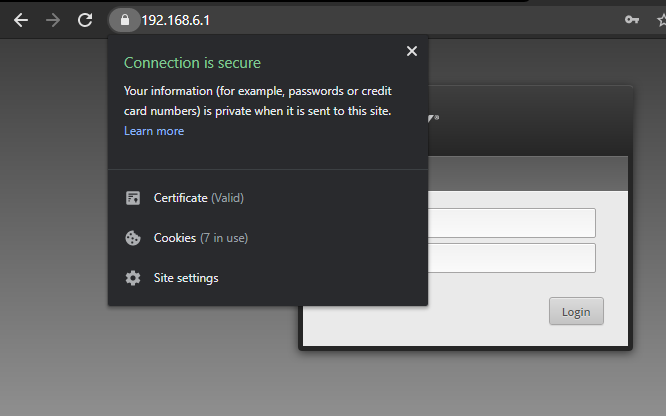 192.168.6.1
Connection is secure
Your information (for example, passwords or credit
card numbers) is private when it is sent to this site.
Learn more
Certificate (Valid)
Cookies (7 in use)
Site settings
Login